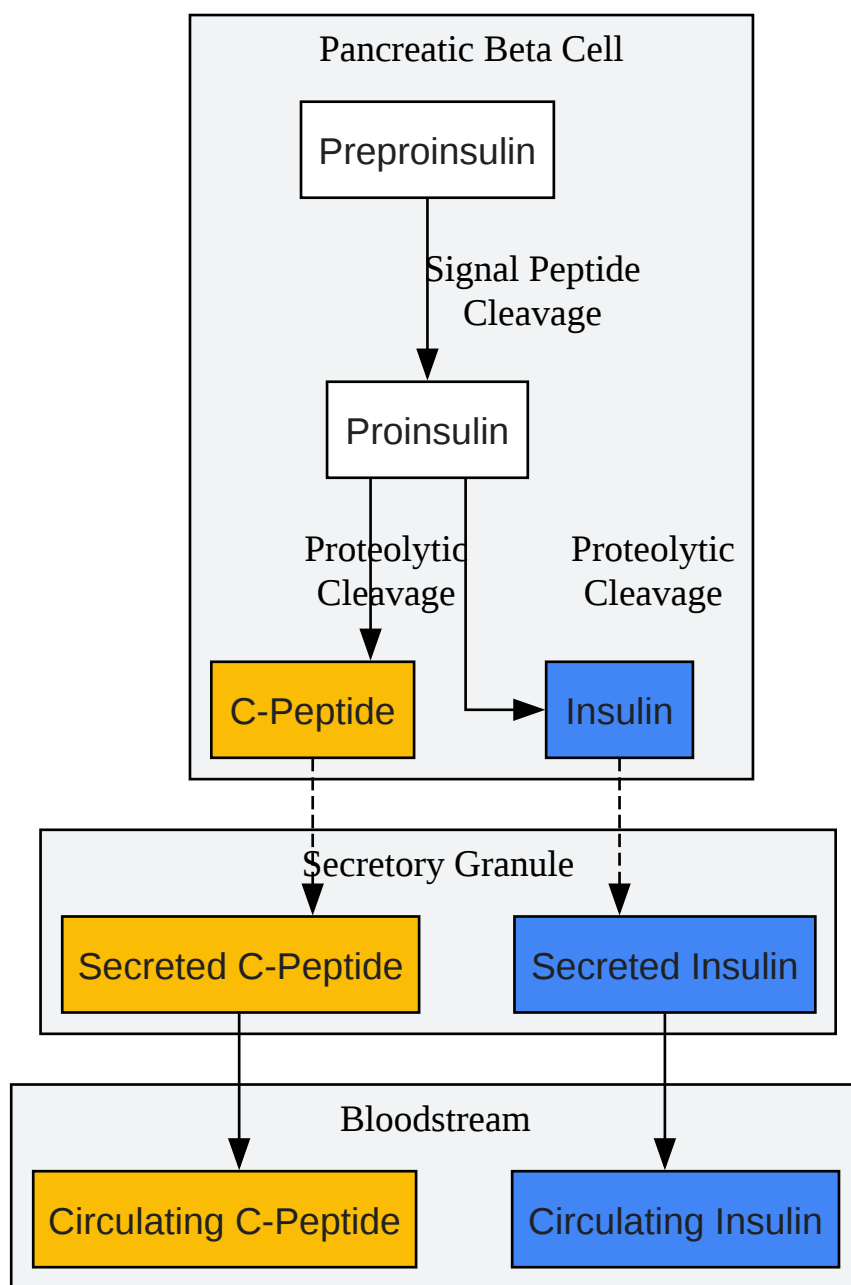 Pancreatic Beta Cell
Preproinsulin
Signal Peptide
Cleavage
Proinsulin
Proteolytic
Cleavage
Proteolytic
Cleavage
C-Peptide
Insulin
Secretory Granule
Secreted C-Peptide
Secreted Insulin
Bloodstream
Circulating C-Peptide
Circulating Insulin